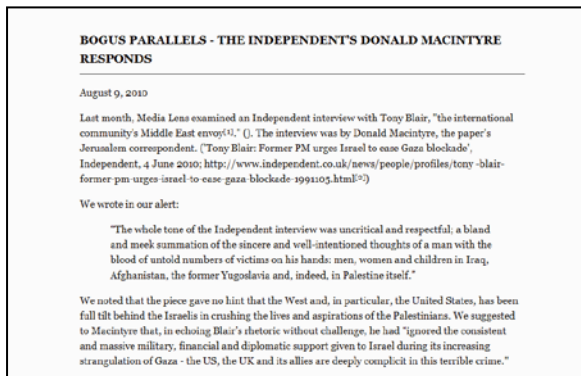 BOGUS PARALLELS - THE INDEPENDENT'S DONALD MACINTYRE
RESPONDS
August 9, 2010
Last month, Media Lens examined an Independent interview with Tony Blair, "the international
community's Middle East envoy[1]." (). The interview was by Donald Macintyre, the paper's
Jerusalem correspondent. ('Tony Blair: Former PM urges Israel to ease Gaza blockade',
Independent, 4 June 2010; http://www.independent.co.uk/news/people/profiles/tony -blair-
former-pm-urges-israel-to-ease-gaza-blockade-1991105.html[2])
We wrote in our alert:
"The whole tone of the Independent interview was uncritical and respectful; a bland
and meek summation of the sincere and well-intentioned thoughts of a man with the
blood of untold numbers of victims on his hands: men, women and children in Iraq,
Afghanistan, the former Yugoslavia and, indeed, in Palestine itself."
We noted that the piece gave no hint that the West and, in particular, the United States, has been
full tilt behind the Israelis in crushing the lives and aspirations of the Palestinians. We suggested
to Macintyre that, in echoing Blair's rhetoric without challenge, he had "ignored the consistent
and massive military, financial and diplomatic support given to Israel during its increasing
strangulation of Gaza - the US, the UK and its allies are deeply complicit in this terrible crime."